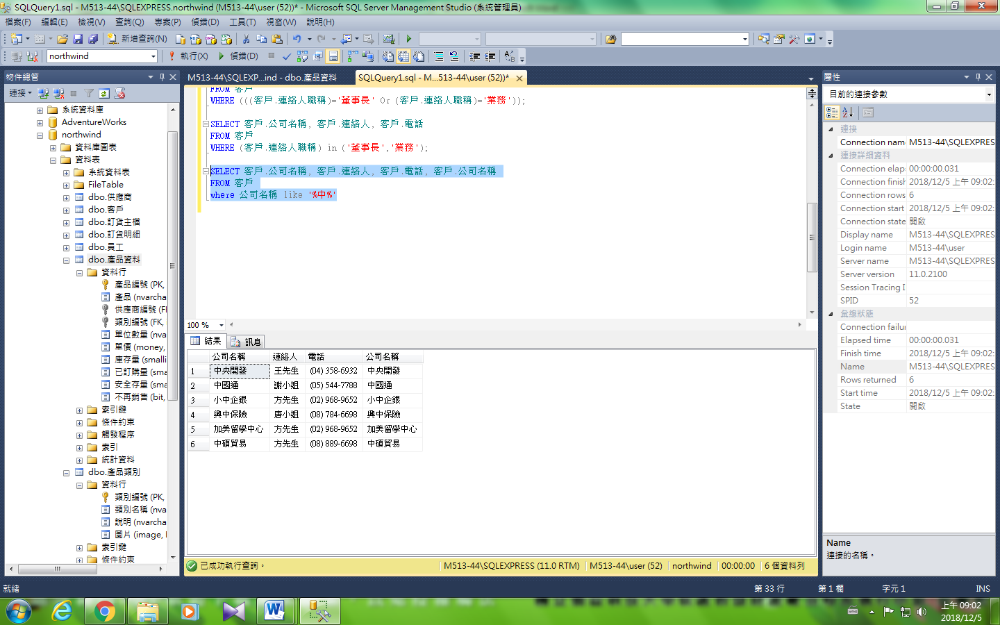 SQLQuery1.sql - M513-44\SQLEXPRESS.northwind (M513-44\user (52))* - Microsoft SQL Server Management Studio (系統管理員)
檔案(F) 編輯(E) 檢視(V) 查詢(Q) 專案(P) 偵錯(D) 工具(T) 視窗(W) 說明(H)
新增查詢(N)
northwind 執行(X) 偵錯(D)
物件總管
連接
系統資料庫
AdventureWorks
northwind
資料庫圖表
資料表
系統資料表
FileTable
dbo.供應商
dbo.客戶
dbo.訂貨主檔
dbo.訂貨明細
dbo.員工
dbo.產品資料
資料行
產品編號 (PK,
產品 (nvarcha
供應商編號 (Fl
類別編號 (FK,
單位數量 (nva
單價 (money,
庫存量 (smalli
已訂購量 (sma
安全存量 (sma
不再銷售 (bit,
索引鍵
條件約束
觸發程序
索引
統計資料
dbo.產品類別
資料行
類別編號 (PK,
類別名稱 (nva
說明 (nvarcha
圖片 (image, l
索引鍵
條件約束
M513-44\SQLEXP...ind - dbo.產品資料 SQLQuery1.sql - M...513-44\user (52))*
FROM 客戶
WHERE (((客戶.連絡人職稱)='董事長' Or (客戶.連絡人職稱)='業務'));
SELECT 客戶.公司名稱, 客戶.連絡人, 客戶.電話
FROM 客戶
WHERE (客戶.連絡人職稱) in ('董事長','業務');
SELECT 客戶.公司名稱, 客戶.連絡人, 客戶.電話, 客戶.公司名稱
FROM 客戶
where 公司名稱 like '%中%'
100 %
結果 訊息
公司名稱 連絡人 電話 公司名稱
1 中央開發 王先生 (04) 358-6932 中央開發
2 中國通 謝小姐 (05) 544-7788 中國通
3 小中企銀 方先生 (02) 968-9652 小中企銀
4 興中保險 唐小姐 (08) 784-6698 興中保險
5 加美留學中心 方先生 (02) 968-9652 加美留學中心
6 中碩貿易 方先生 (08) 889-6698 中碩貿易
已成功執行查詢。 M513-44\SQLEXPRESS (11.0 RTM) M513-44\user (52) northwind 00:00:00 6 個資料列
屬性
目前的連接參數
連接
Connection nam M513-44\SQLEXPRES
連接詳細資料
Connection elap 00:00:00.031
Connection finish 2018/12/5 上午 09:02:
Connection rows 6
Connection start 2018/12/5 上午 09:02:
Connection state 開啟
Display name M513-44\SQLEXPRES
Login name M513-44\user
Server name M513-44\SQLEXPRES
Server version 11.0.2100
Session Tracing I
SPID 52
彙總狀態
Connection failur
Elapsed time 00:00:00.031
Finish time 2018/12/5 上午 09:02:
Name M513-44\SQLEXPRES
Rows returned 6
Start time 2018/12/5 上午 09:02:
State 開啟
Name
連接的名稱。
就緒 第 33 行 第 1 欄 字元 1 INS
上午 09:02
2018/12/5